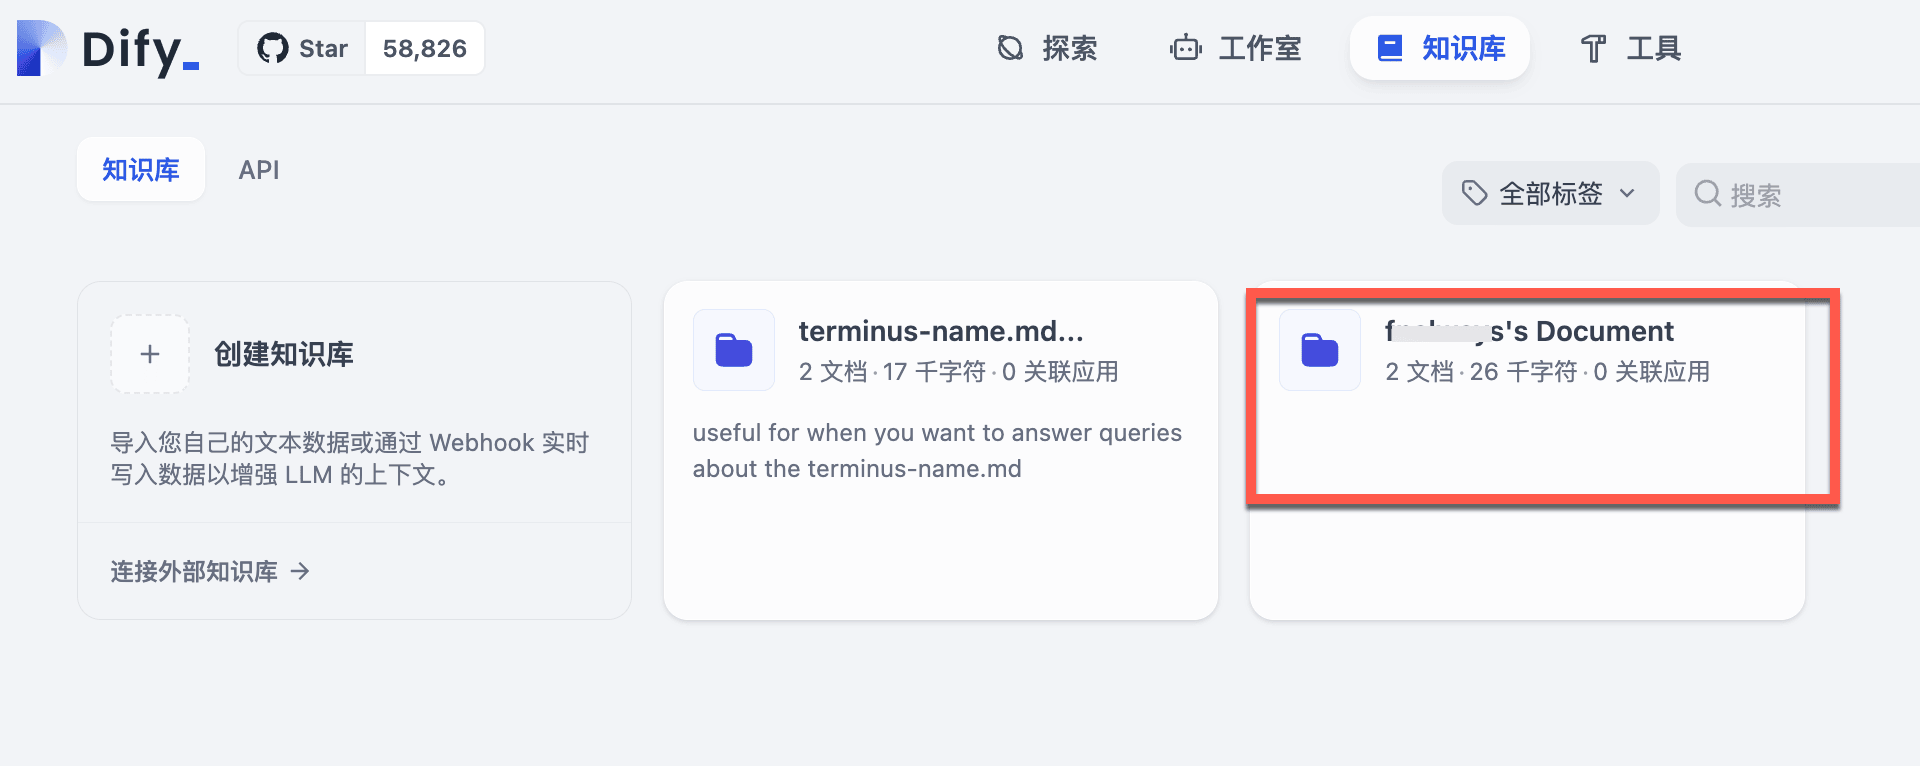 Dify_
Star 58,826
探索
工作室
知识库
工具
知识库
API
全部标签
搜索
创建知识库
导入您自己的文本数据或通过 Webhook 实时
写入数据以增强 LLM 的上下文。
连接外部知识库 →
terminus-name.md...
2 文档·17 千字符·0 关联应用
useful for when you want to answer queries
about the terminus-name.md
Document
2 文档·26 千字符·0 关联应用